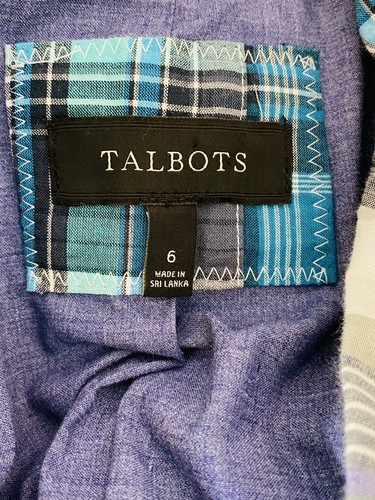 TALBOTS
6
MADE IN
SRI LANKA